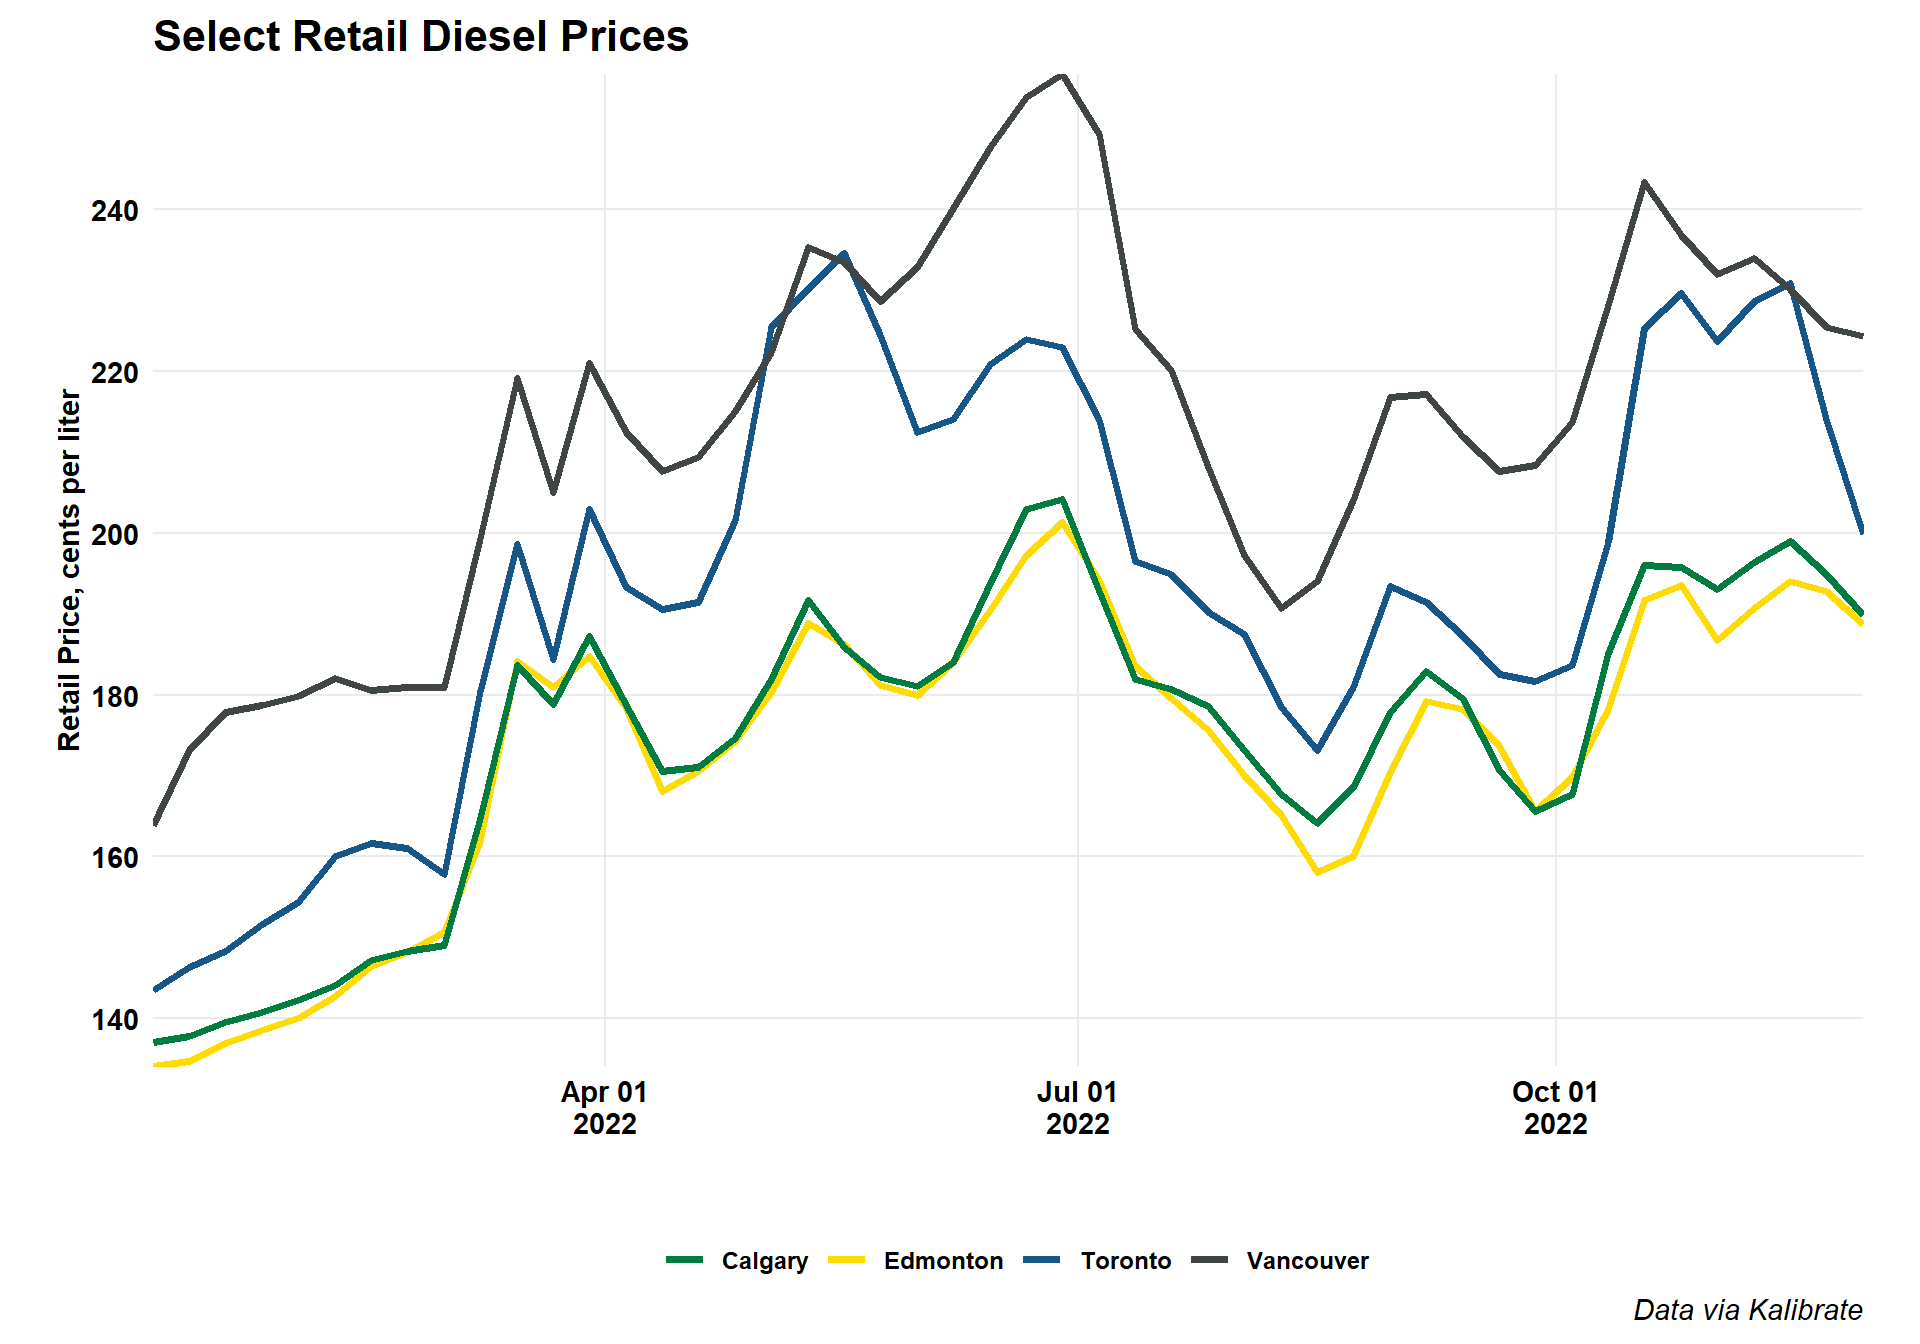 Select Retail Diesel Prices
Retail Price, cents per liter
240
220
200
180
160
140
Apr 01
2022
Jul 01
2022
Oct 01
2022
Calgary Edmonton Toronto Vancouver
Data via Kalibrate